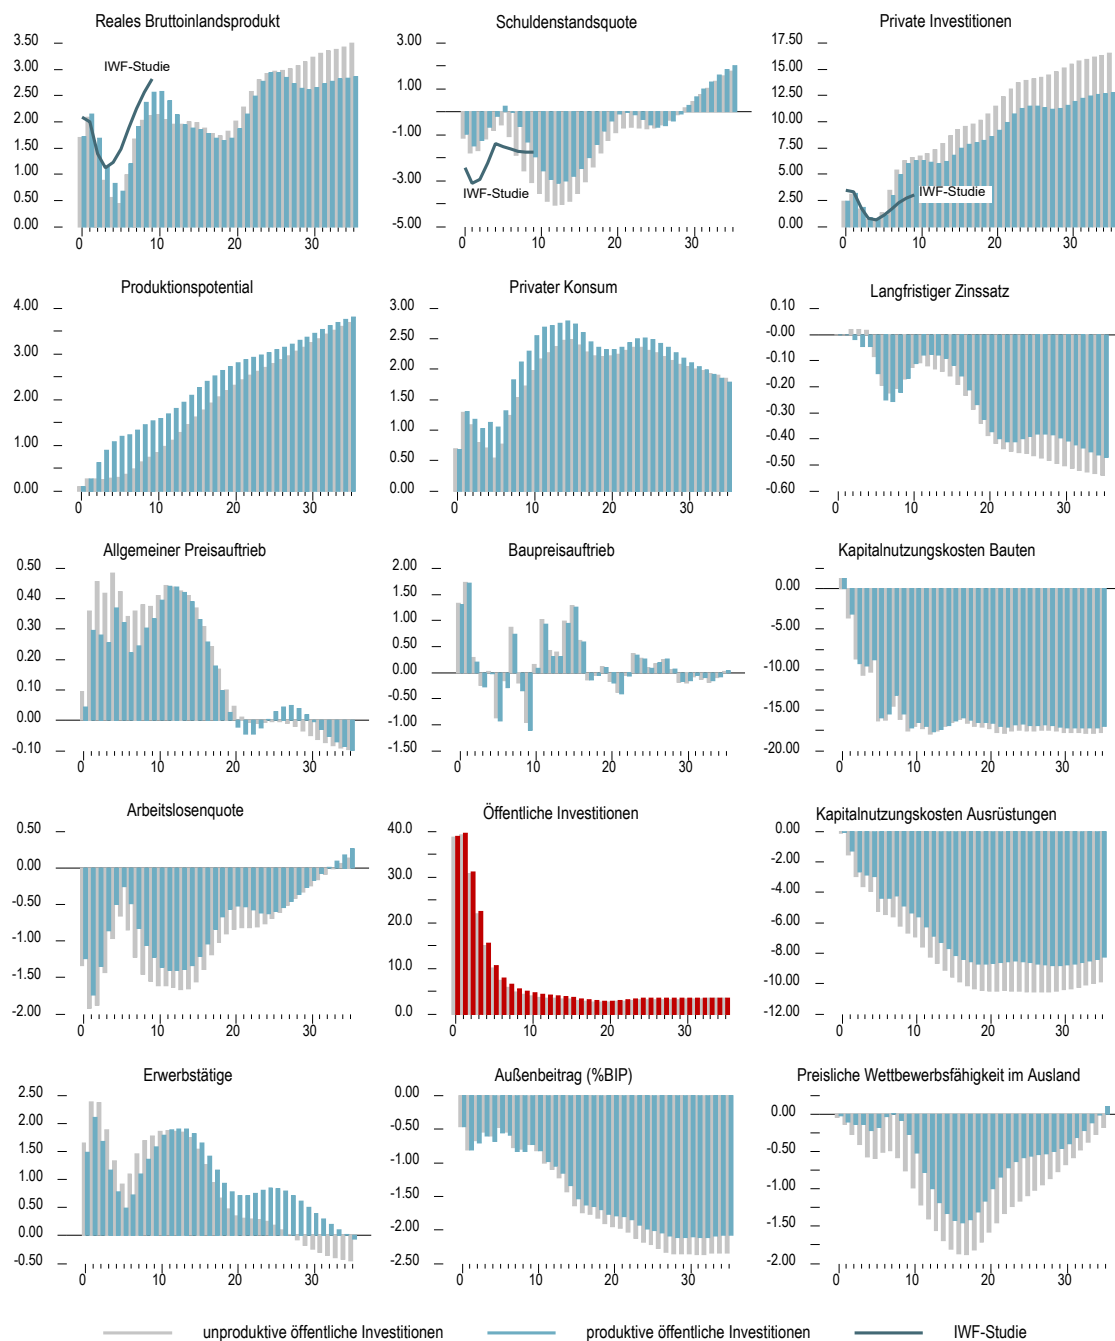 Reales Bruttoinlandsprodukt
3.50
3.00
2.50
2.00
1.50
1.00
0.50
0.00
IWF-Studie
0 10 20 30
Schuldenstandsquote
3.00
1.00
-1.00
-3.00
-5.00
IWF-Studie
0 10 20 30
Private Investitionen
17.50
15.00
12.50
10.00
7.50
5.00
2.50
0.00
IWF-Studie
0 10 20 30
Produktionspotential
4.00
3.00
2.00
1.00
0.00
0 10 20 30
Privater Konsum
3.00
2.50
2.00
1.50
1.00
0.50
0.00
0 10 20 30
Langfristiger Zinssatz
0.10
-0.00
-0.10
-0.20
-0.30
-0.40
-0.50
-0.60
0 10 20 30
Allgemeiner Preisauftrieb
0.50
0.40
0.30
0.20
0.10
0.00
-0.10
0 10 20 30
Baupreisauftrieb
2.00
1.50
1.00
0.50
0.00
-0.50
-1.00
-1.50
0 10 20 30
Kapitalnutzungskosten Bauten
0.00
-5.00
-10.00
-15.00
-20.00
0 10 20 30
Arbeitslosenquote
0.50
0.00
-0.50
-1.00
-1.50
-2.00
0 10 20 30
Öffentliche Investitionen
40.0
30.0
20.0
10.0
0.0
0 10 20 30
Kapitalnutzungskosten Ausrüstungen
0.00
-2.00
-4.00
-6.00
-8.00
-10.00
-12.00
0 10 20 30
Erwerbstätige
2.50
2.00
1.50
1.00
0.50
0.00
-0.50
0 10 20 30
Außenbeitrag (%BIP)
0.00
-0.50
-1.00
-1.50
-2.00
-2.50
0 10 20 30
Preisliche Wettbewerbsfähigkeit im Ausland
0.00
-0.50
-1.00
-1.50
-2.00
0 10 20 30
unproduktive öffentliche Investitionen
produktive öffentliche Investitionen
IWF-Studie